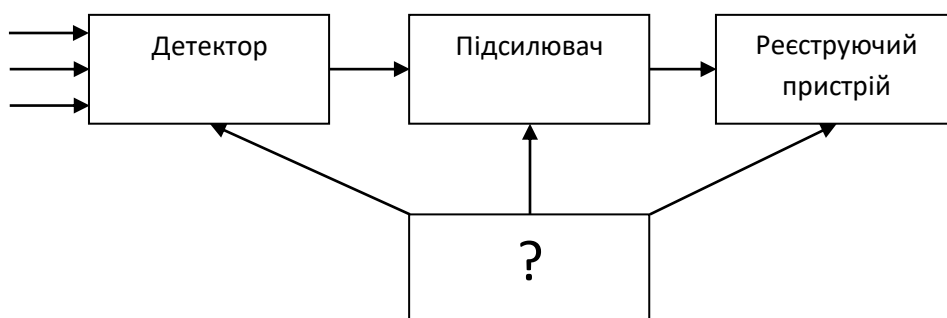 Детектор
Підсилювач
Реєструючий
пристрій
?